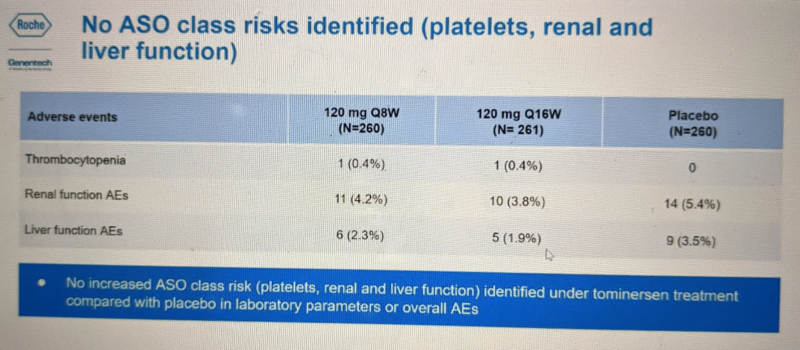 Roche
Genentech
No ASO class risks identified (platelets, renal and
liver function)
Adverse events 120 mg Q8W (N=260) 120 mg Q16W (N= 261) Placebo (N=260)
Thrombocytopenia 1 (0.4%) 1 (0.4%) 0
Renal function AEs 11 (4.2%) 10 (3.8%) 14 (5.4%)
Liver function AEs 6 (2.3%) 5 (1.9%) 9 (3.5%)
• No increased ASO class risk (platelets, renal and liver function) identified under tominersen treatment
compared with placebo in laboratory parameters or overall AEs